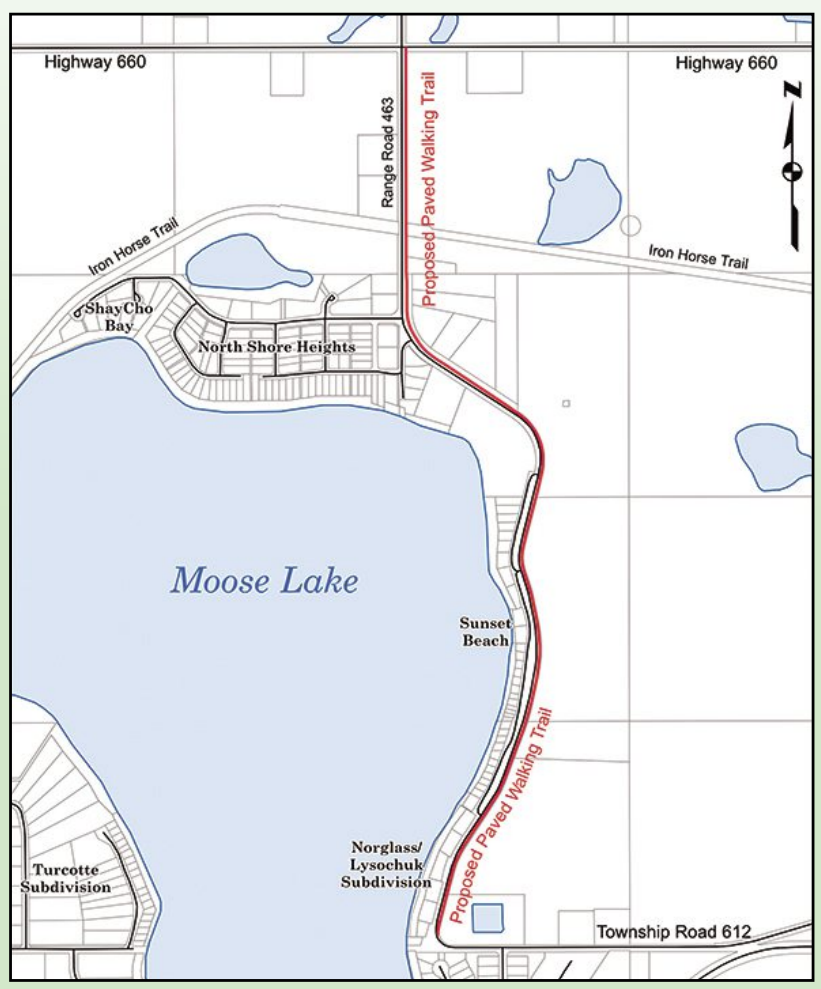 Highway 660
Highway 660
N
Range Road 463
Proposed Paved Walking Trail
Iron Horse Trail
Iron Horse Trail
ShayCho
Bay
North Shore Heights
Moose Lake
Sunset
Beach
Proposed Paved Walking Trail
Norglass/
Lysochuk
Subdivision
Turcotte
Subdivision
Township Road 612